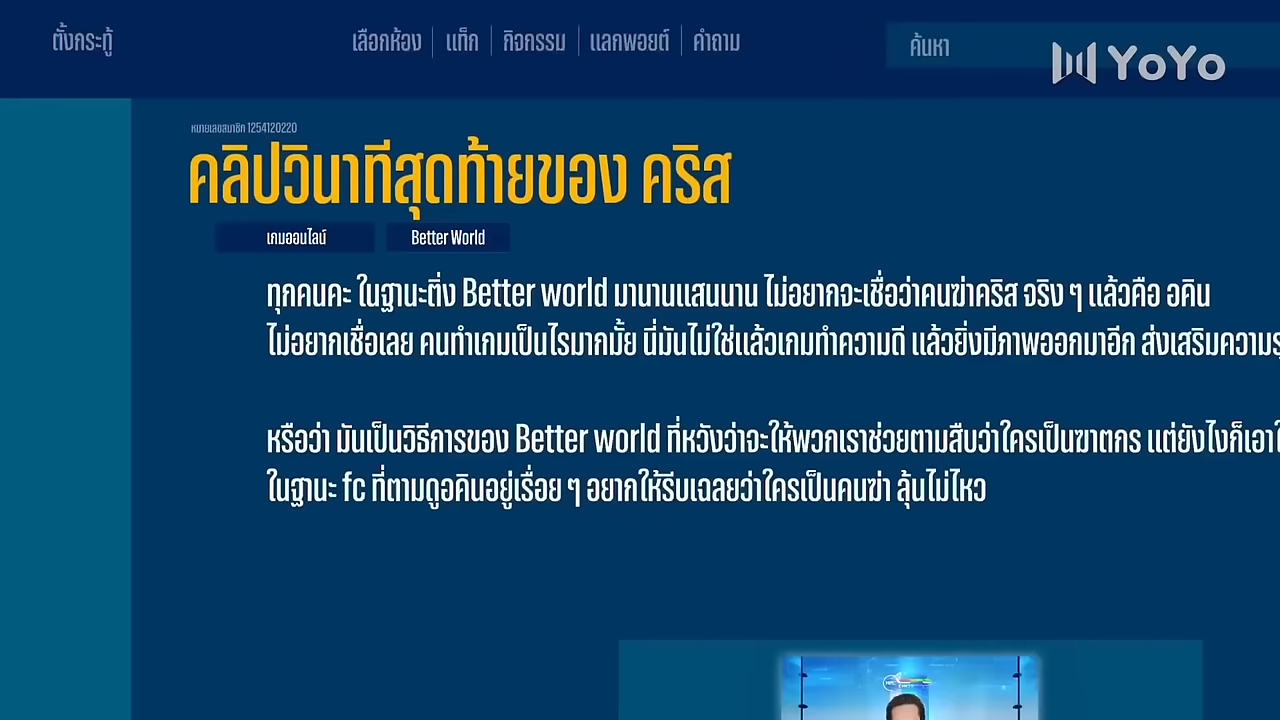 ตั้งกระทู้
เลือกห้อง แท็ก กิจกรรม แลกพอยต์ คำถาม
ค้นหา
YoYo
หมายเลขสมาชิก 1254120220
คลิปวินาทีสุดท้ายของ คริส
เกมออนไลน์ Better World
ทุกคนคะ ในฐานะติ่ง Better world มานานแสนนาน ไม่อยากจะเชื่อว่าคนฆ่าคริส จริง ๆ แล้วคือ อคิน
ไม่อยากเชื่อเลย คนทำเกมเป็นไรมากมั้ย นี่มันไม่ใช่แล้วเกมทำความดี แล้วยิ่งมีภาพออกมาอีก ส่งเสริมความ
หรือว่า มันเป็นวิธีการของ Better world ที่หวังว่าจะให้พวกเราช่วยตามสืบว่าใครเป็นฆาตกร แต่ยังไงก็เอา
ในฐานะ fc ที่ตามดูอคินอยู่เรื่อย ๆ อยากให้รีบเฉลยว่าใครเป็นคนฆ่า ลุ้นไม่ไหว